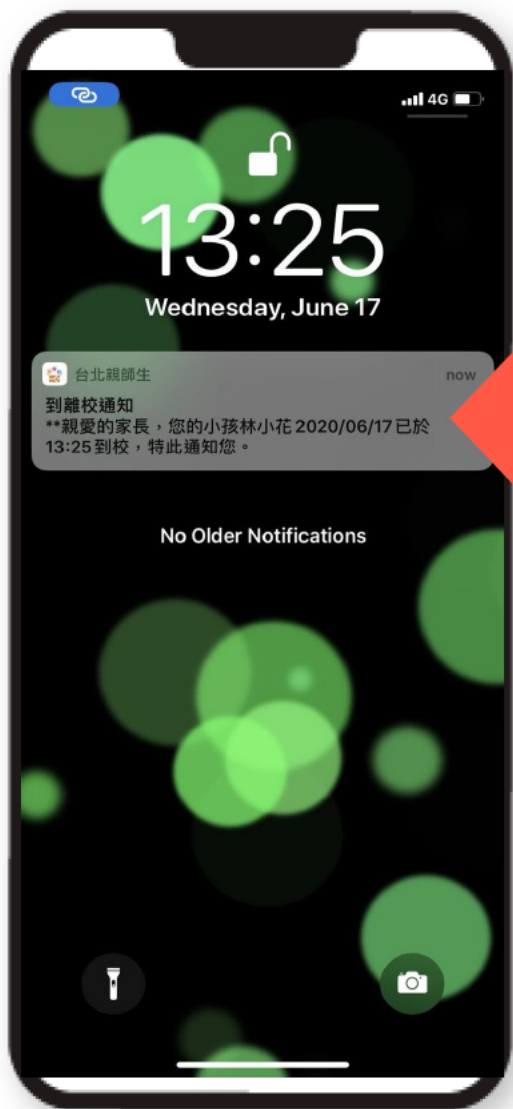 4G
13:25
Wednesday, June 17
台北親師生
now
到離校通知
**親愛的家長，您的小孩林小花 2020/06/17 已於
13:25 到校，特此通知您。
No Older Notifications